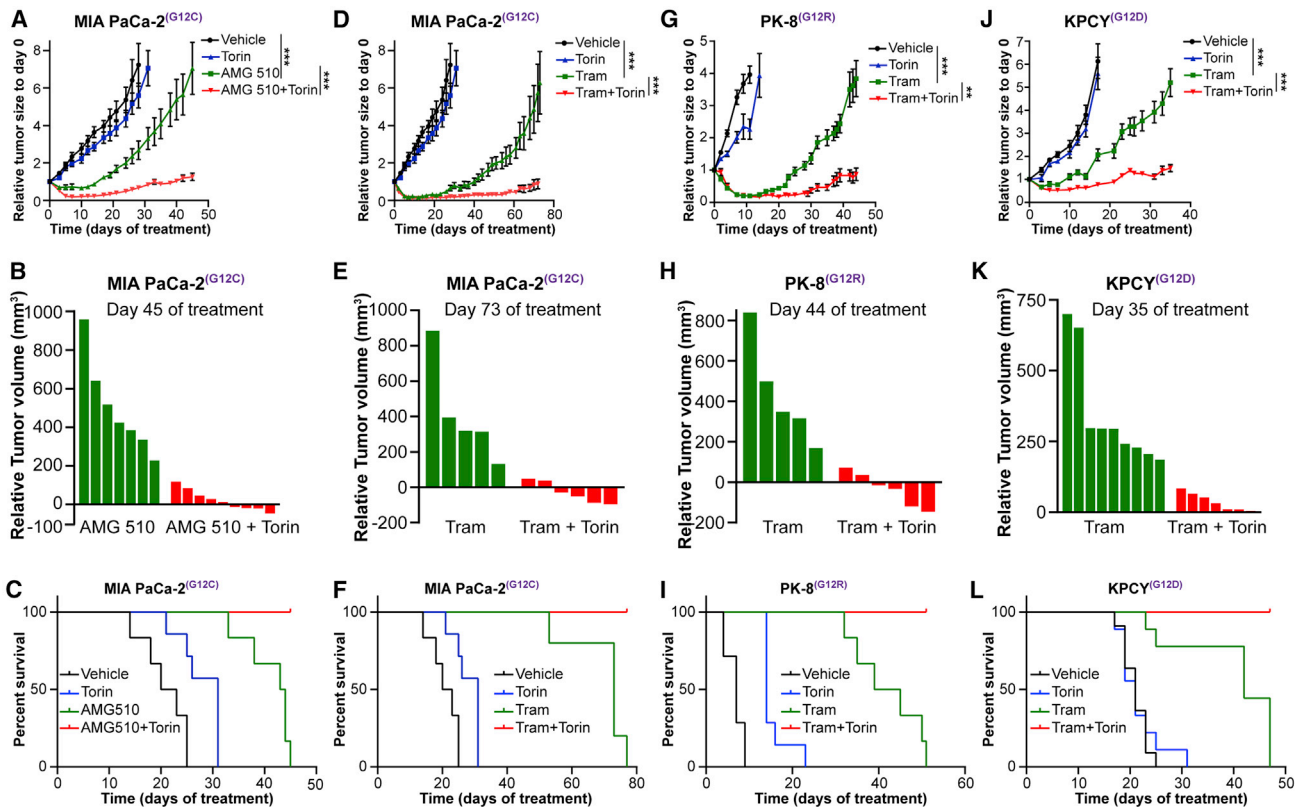 A
MIA PaCa-2(G12C)
Relative tumor size to day 0
8
6
4
2
0
0 10 20 30 40 50
Time (days of treatment)
Vehicle
Torin
AMG 510
AMG 510+Torin
***
***
D
MIA PaCa-2(G12C)
Relative tumor size to day 0
8
6
4
2
0
0 20 40 60 80
Time (days of treatment)
Vehicle
Torin
Tram
Tram+Torin
***
***
G
PK-8(G12R)
Relative tumor size to day 0
5
4
3
2
1
0
0 10 20 30 40 50
Time (days of treatment)
Vehicle
Torin
Tram
Tram+Torin
***
**
J
KPCY(G12D)
Relative tumor size to day 0
7
6
5
4
3
2
1
0
0 10 20 30 40
Time (days of treatment)
Vehicle
Torin
Tram
Tram+Torin
***
***
B
MIA PaCa-2(G12C)
Day 45 of treatment
Relative Tumor volume (mm³)
1000
800
600
400
200
0
-100
AMG 510 AMG 510 + Torin
E
MIA PaCa-2(G12C)
Day 73 of treatment
Relative Tumor volume (mm³)
1000
800
600
400
200
0
-200
Tram Tram + Torin
H
PK-8(G12R)
Day 44 of treatment
Relative Tumor volume (mm³)
800
600
400
200
0
200
Tram Tram + Torin
K
KPCY(G12D)
Day 35 of treatment
Relative Tumor volume (mm³)
750
500
250
0
Tram Tram + Torin
C
MIA PaCa-2(G12C)
Percent survival
100
50
0
0 10 20 30 40 50
Time (days of treatment)
Vehicle
Torin
AMG510
AMG510+Torin
F
MIA PaCa-2(G12C)
Percent survival
100
50
0
0 20 40 60 80
Time (days of treatment)
Vehicle
Torin
Tram
Tram+Torin
I
PK-8(G12R)
Percent survival
100
50
0
0 20 40 60
Time (days of treatment)
Vehicle
Torin
Tram
Tram+Torin
L
KPCY(G12D)
Percent survival
100
50
0
0 10 20 30 40 50
Time (days of treatment)
Vehicle
Torin
Tram
Tram+Torin